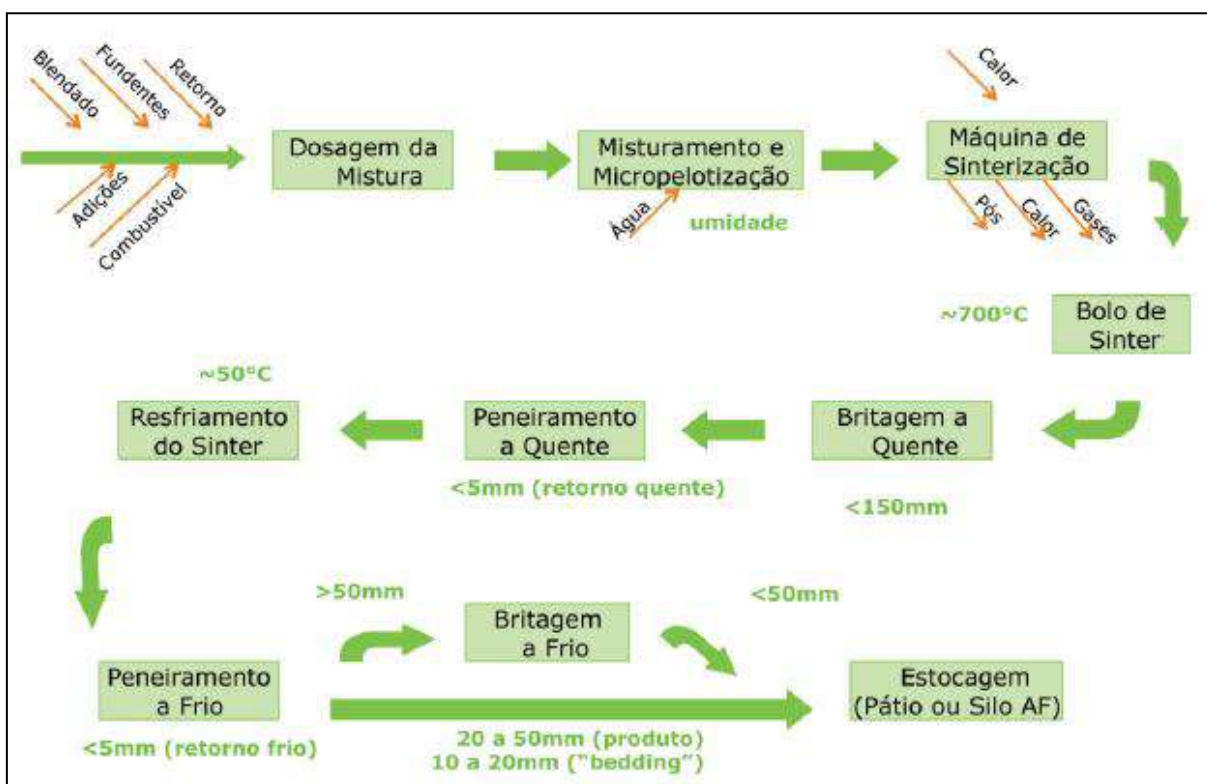 Blendado
Fundentes
Retorno
Adições
Combustível
Dosagem da
Mistura
Misturamento e
Micropelotização
Água
umidade
Calor
Máquina de
Sinterização
Pós
Calor
Gases
~700°C
Bolo de
Sinter
Britagem a
Quente
<150mm
Peneiramento
a Quente
<5mm (retorno quente)
~50°C
Resfriamento
do Sinter
Peneiramento
a Frio
<5mm (retorno frio)
>50mm
Britagem
a Frio
<50mm
20 a 50mm (produto)
10 a 20mm (“bedding”)
Estocagem
(Pátio ou Silo AF)